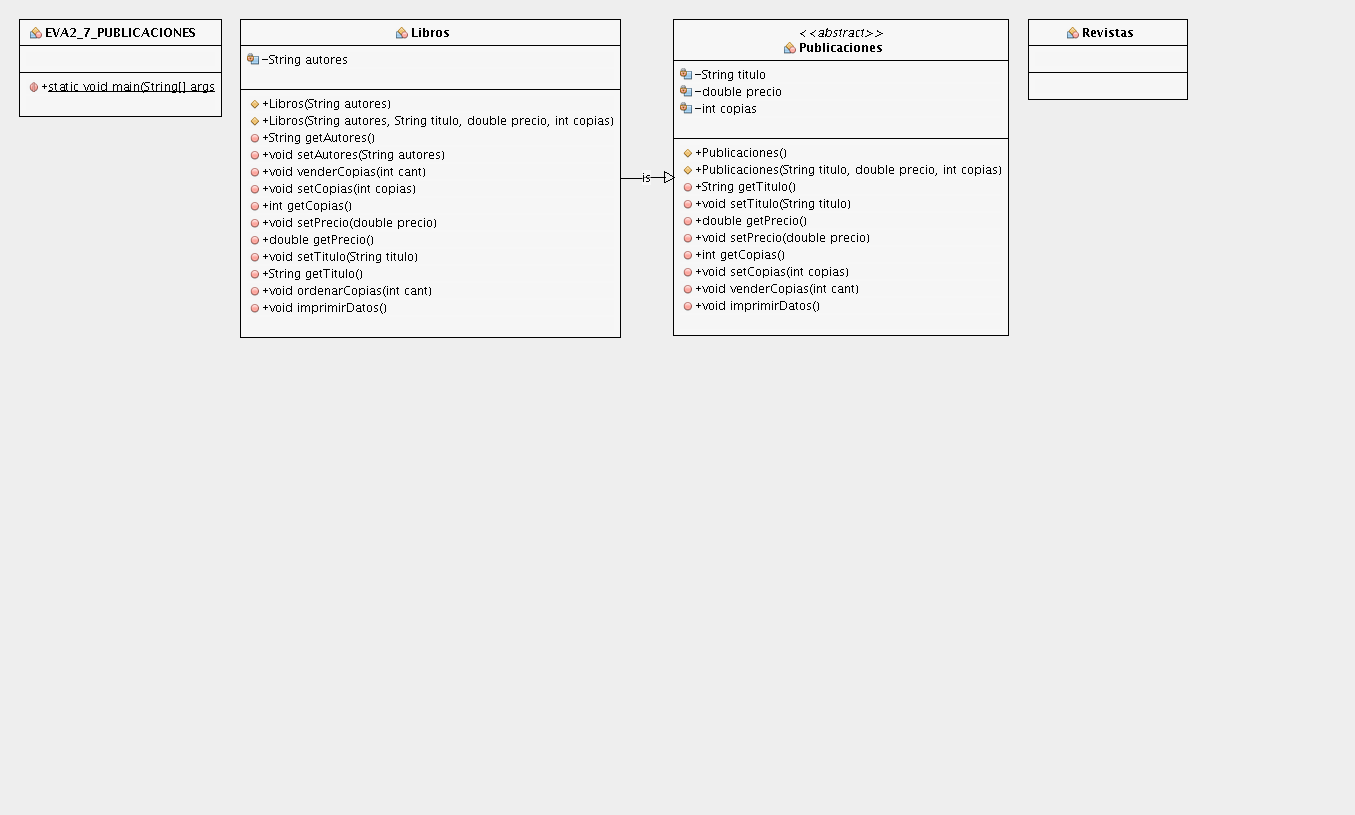 EVA2_7_PUBLICACIONES
+static void main(String[] args
Libros
-String autores
+Libros(String autores)
+Libros(String autores, String titulo, double precio, int copias)
+String getAutores()
+void setAutores(String autores)
+void venderCopias(int cant)
+void setCopias(int copias)
+int getCopias()
+void setPrecio(double precio)
+double getPrecio()
+void setTitulo(String titulo)
+String getTitulo()
+void ordenarCopias(int cant)
+void imprimirDatos()
is
<<abstract>>
Publicaciones
-String titulo
-double precio
-int copias
+Publicaciones()
+Publicaciones(String titulo, double precio, int copias)
+String getTitulo()
+void setTitulo(String titulo)
+double getPrecio()
+void setPrecio(double precio)
+int getCopias()
+void setCopias(int copias)
+void venderCopias(int cant)
+void imprimirDatos()
Revistas